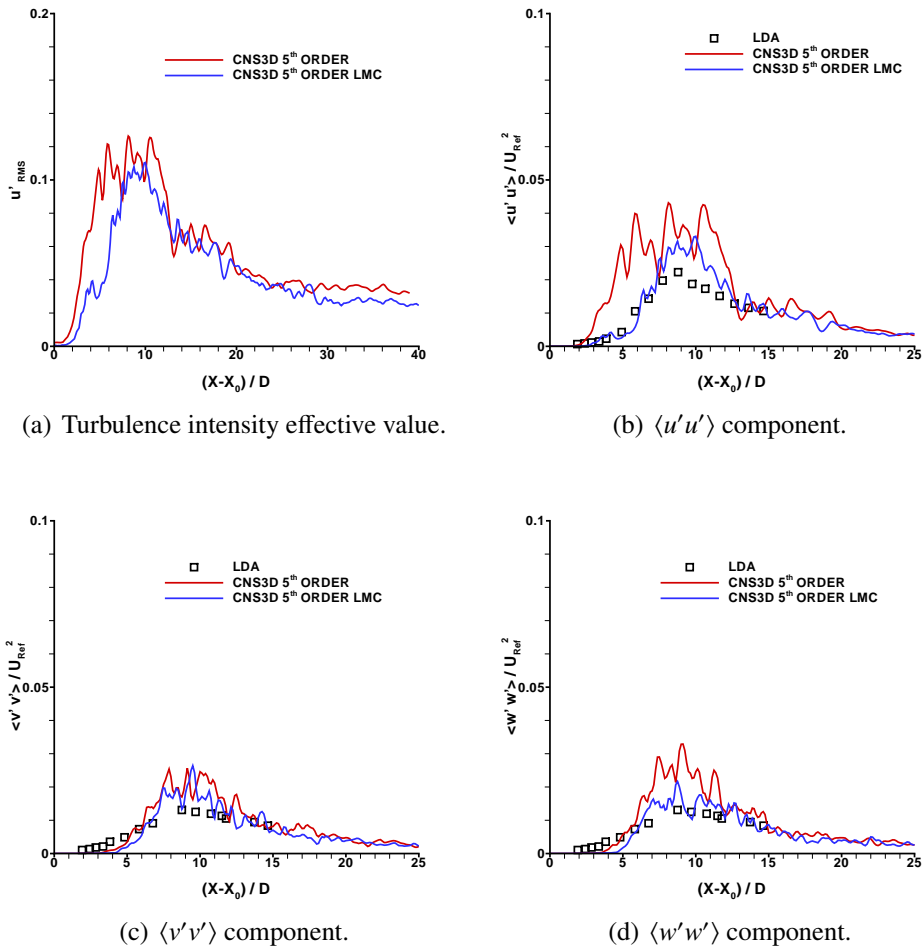 0.2
CNS3D 5th ORDER
CNS3D 5th ORDER LMC
0.1
u' RMS
0
0 10 20 30 40
(X-X0) / D
(a) Turbulence intensity effective value.
0.1
LDA
CNS3D 5th ORDER
CNS3D 5th ORDER LMC
0.05
<u' u'> / URef2
0
0 5 10 15 20 25
(X-X0) / D
(b) ⟨u′u′⟩ component.
0.1
LDA
CNS3D 5th ORDER
CNS3D 5th ORDER LMC
0.05
<v' v'> / URef2
0
0 5 10 15 20 25
(X-X0) / D
(c) ⟨v′v′⟩ component.
0.1
LDA
CNS3D 5th ORDER
CNS3D 5th ORDER LMC
0.05
<w' w'> / URef2
0
0 5 10 15 20 25
(X-X0) / D
(d) ⟨w′w′⟩ component.